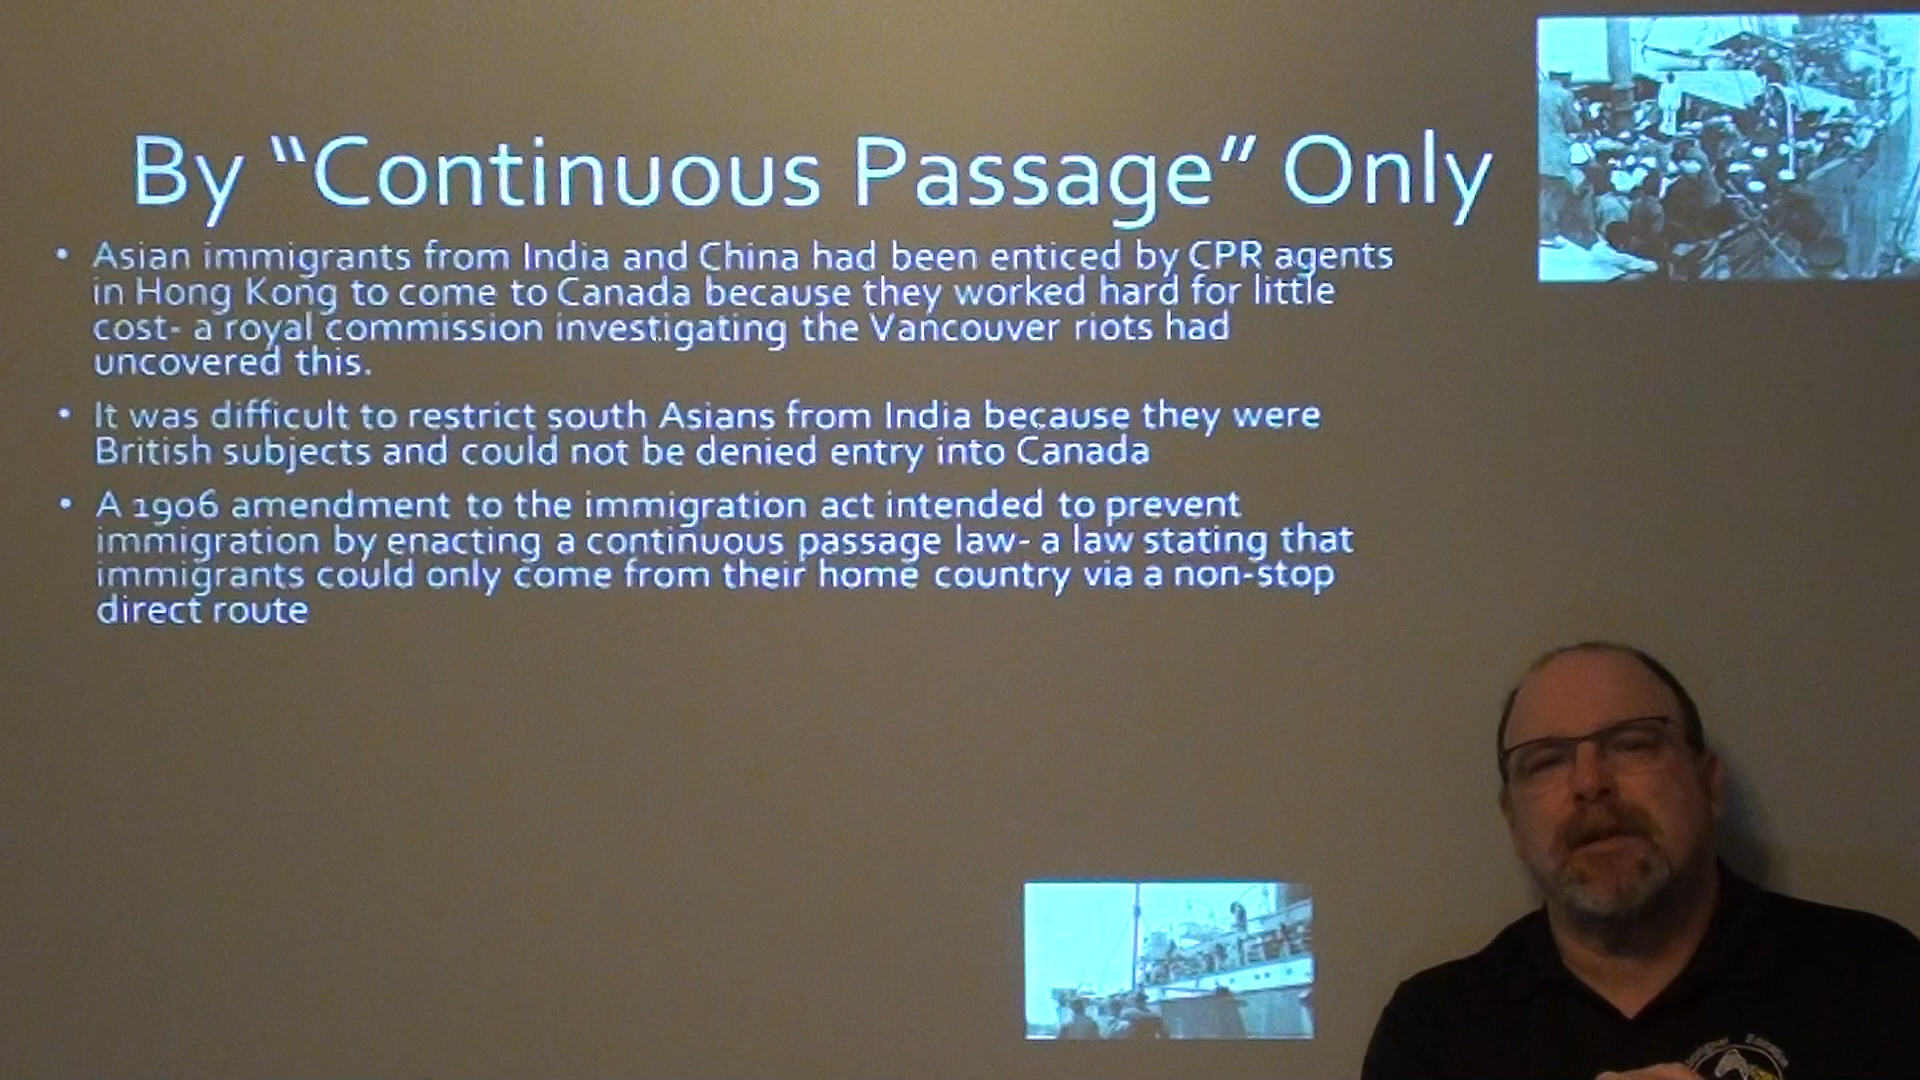 By “Continuous Passage” Only
• Asian immigrants from India and China had been enticed by CPR agents
in Hong Kong to come to Canada because they worked hard for little
cost- a royal commission investigating the Vancouver riots had
uncovered this.
• It was difficult to restrict south Asians from India because they were
British subjects and could not be denied entry into Canada
• A 1906 amendment to the immigration act intended to prevent
immigration by enacting a continuous passage law- a law stating that
immigrants could only come from their home country via a non-stop
direct route